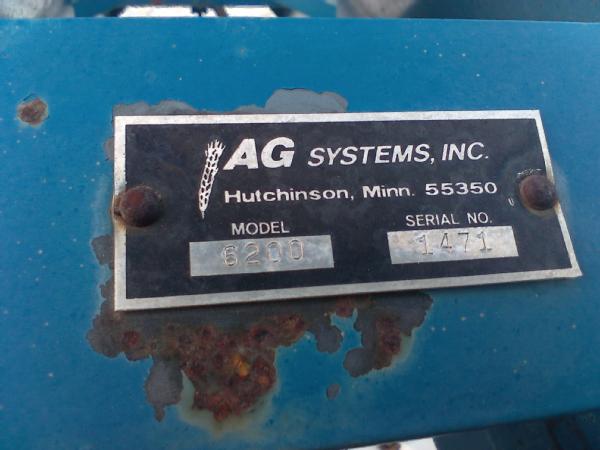 AG SYSTEMS, INC.
Hutchinson, Minn. 55350
MODEL
6200
SERIAL NO.
1471